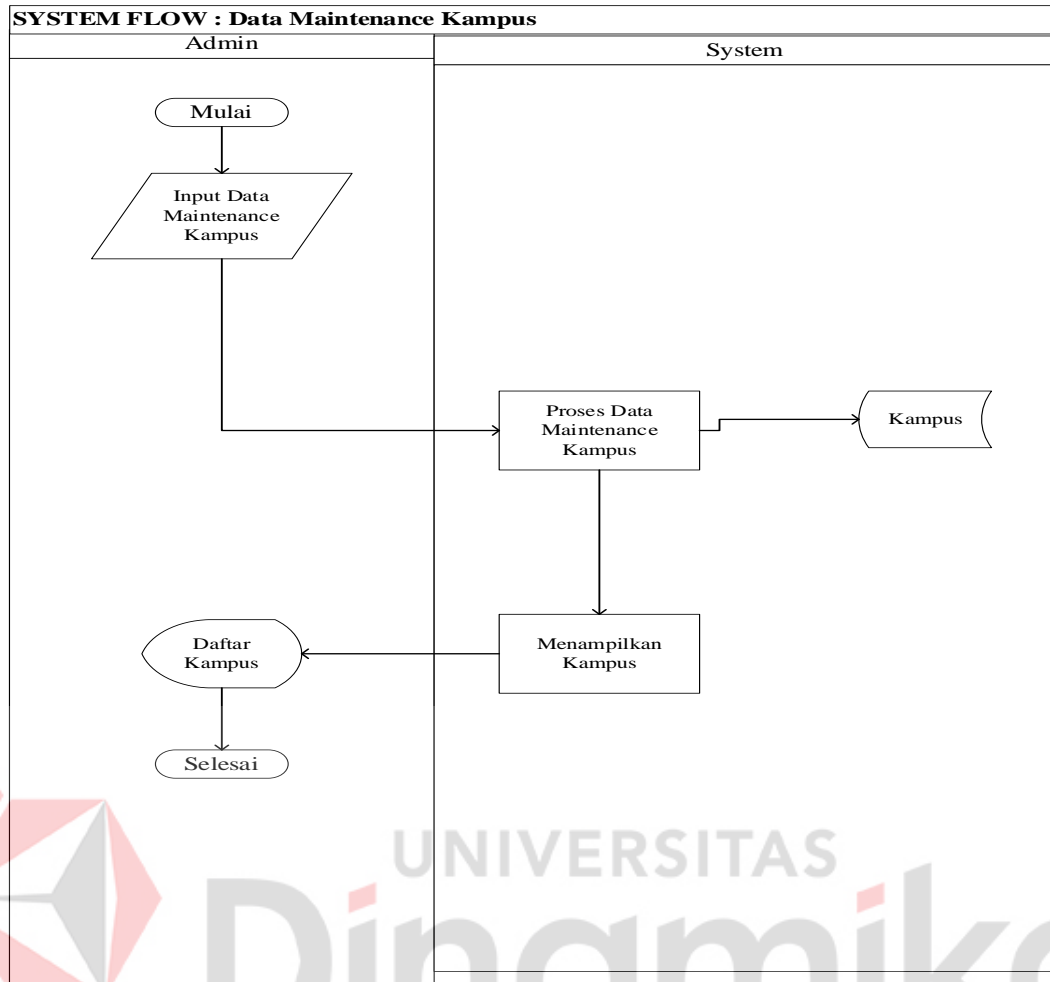 SYSTEM FLOW : Data Maintenance Kampus
Admin
System
Mulai
Input Data
Maintenance
Kampus
Proses Data
Maintenance
Kampus
Kampus
Daftar
Kampus
Menampilkan
Kampus
Selesai
UNIVERSITAS
Dinamika